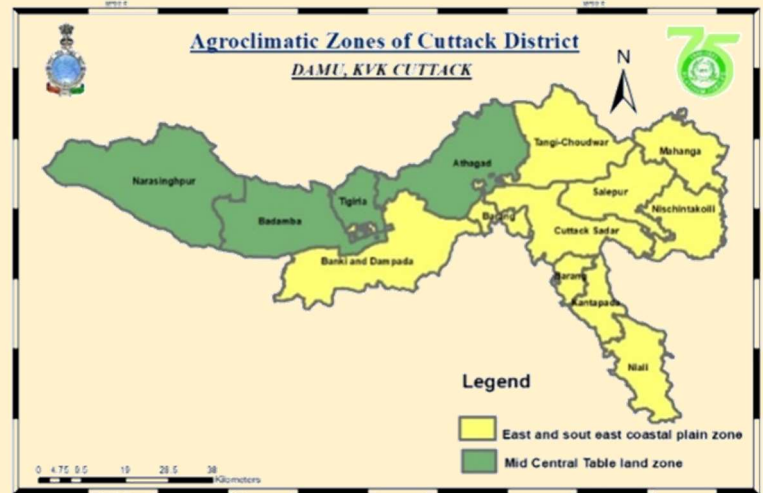 Agroclimatic Zones of Cuttack District
DAMU, KVK CUTTACK
75
N
Tangi-Choudwar
Mahanga
Athagad
Narasinghpur
Salepur
Tigiria
Nischintakoili
Badamba
Cuttack Sadar
Banki and Dampada
Barang
Kantapada
Niali
Legend
East and sout east coastal plain zone
Mid Central Table land zone
0 4.75 9.5 19 28.5 38
Kilometers